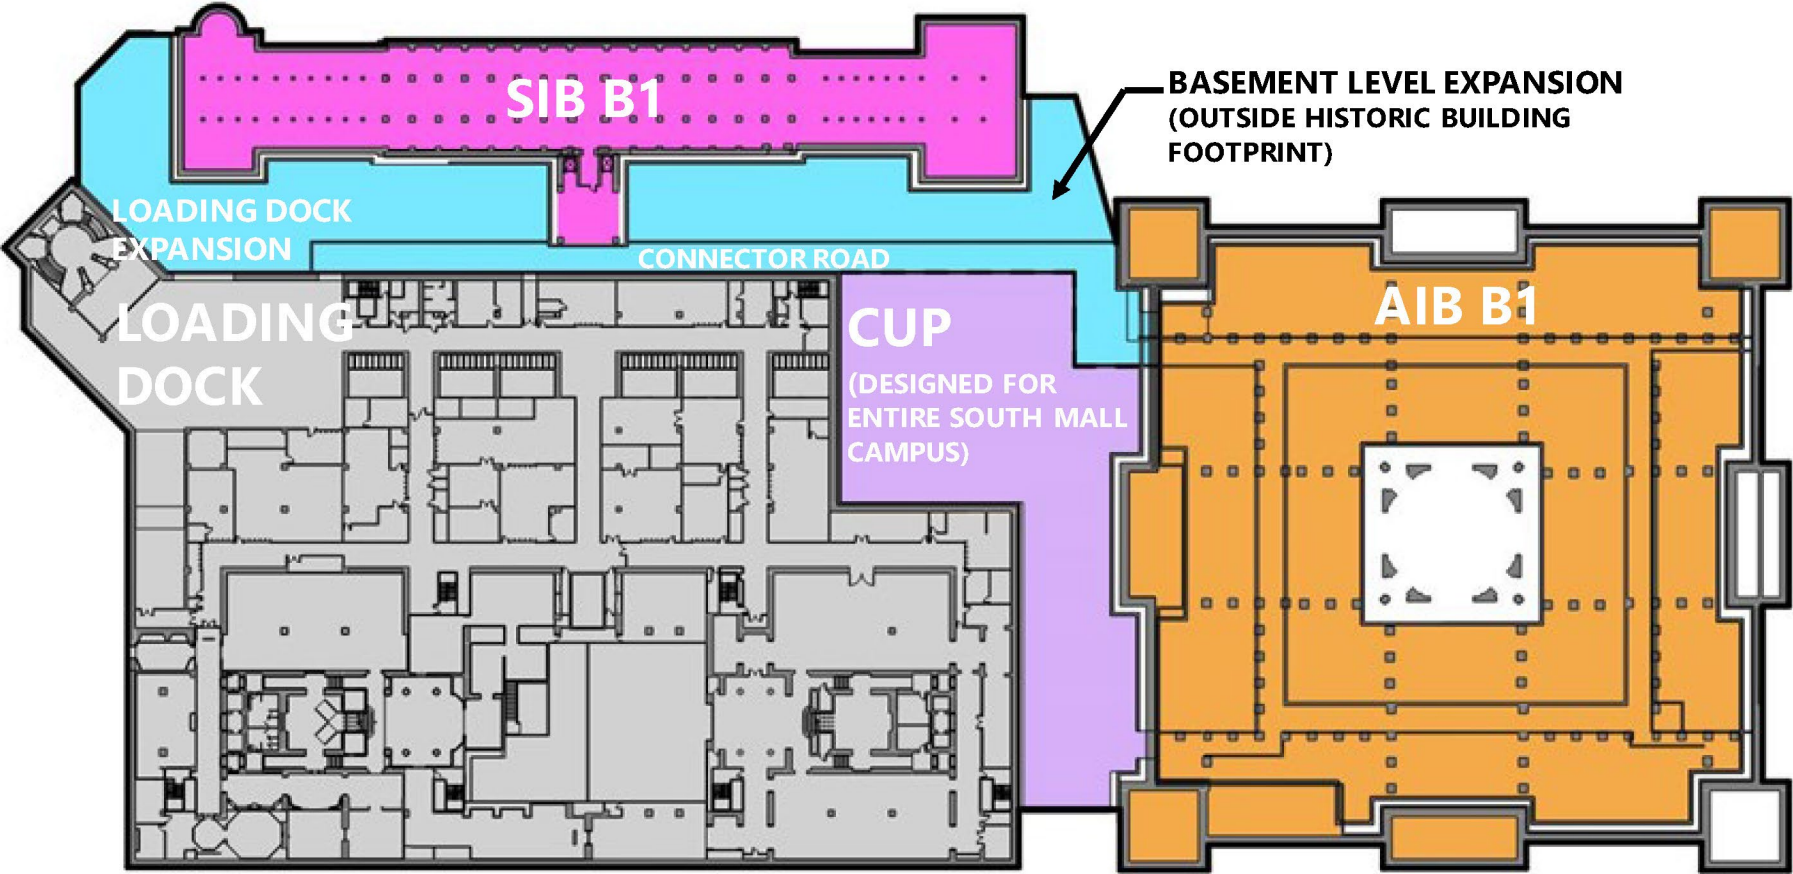 SIB B1
BASEMENT LEVEL EXPANSION
(OUTSIDE HISTORIC BUILDING
FOOTPRINT)
LOADING DOCK
EXPANSION
CONNECTOR ROAD
LOADING
DOCK
CUP
(DESIGNED FOR
ENTIRE SOUTH MALL
CAMPUS)
AIB B1